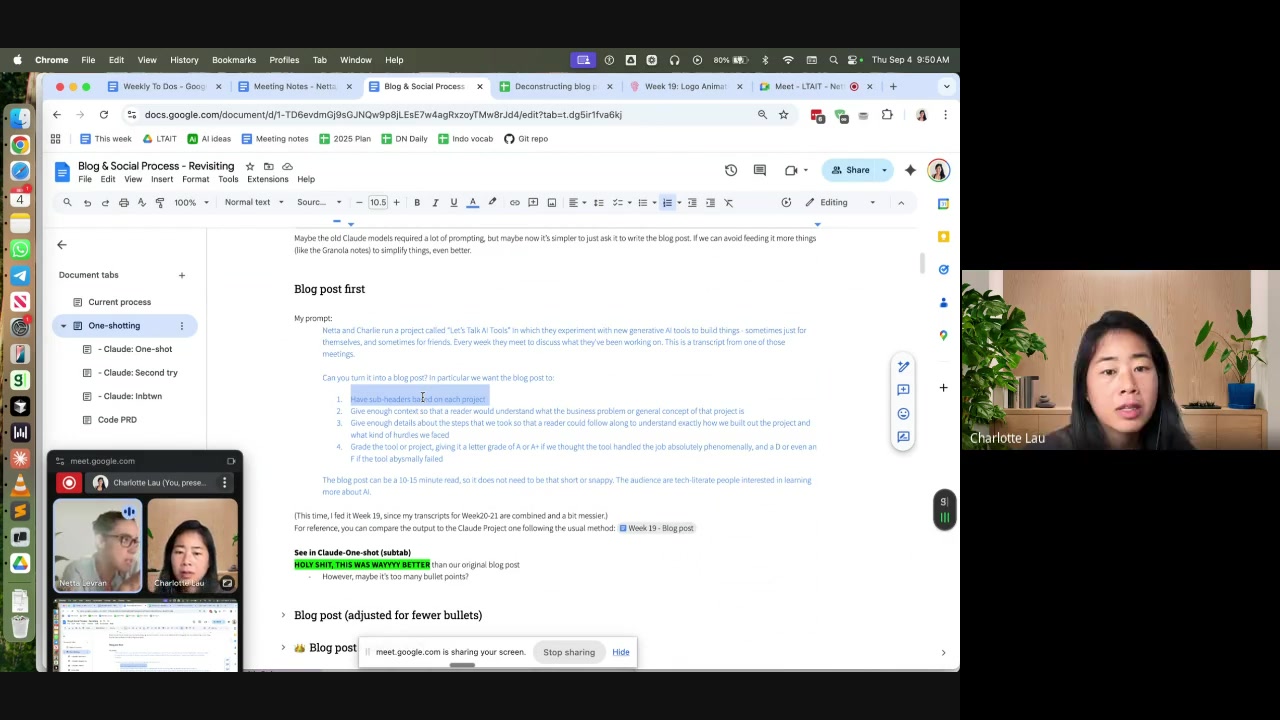 Chrome File Edit View History Bookmarks Profiles Tab Window Help 80% Thu Sep 4 9:50AM
Weekly To Dos - Goog Meeting Notes - Netta Blog & Social Process Deconstructing blog p Week 19: Logo Animat Meet - LTAIT - Net
docs.google.com/document/d/1-TD6evdmGj9sGJNQw9p8jLEsE7w4agRxzoyTMw8rJd4/edit?tab=t.dg5ir1fva6kj
This week LTAIT AI ideas Meeting notes 2025 Plan DN Daily Indo vocab Git repo
Blog & Social Process - Revisiting
File Edit View Insert Format Tools Extensions Help
Share
100% Normal text Sourc... 10.5 Editing
Document tabs
Current process
One-shotting
- Claude: One-shot
- Claude: Second try
- Claude: Inbtwn
Code PRD
Maybe the old Claude models required a lot of prompting, but maybe now it's simpler to just ask it to write the blog post. If we can avoid feeding it more things
(like the Granola notes) to simplify things, even better.
Blog post first
My prompt:
Netta and Charlie run a project called "Let's Talk AI Tools" in which they experiment with new generative AI tools to build things - sometimes just for
themselves, and sometimes for friends. Every week they meet to discuss what they've been working on. This is a transcript from one of those
meetings.
Can you turn it into a blog post? In particular we want the blog post to:
1. Have sub-headers based on each project
2. Give enough context so that a reader would understand what the business problem or general concept of that project is
3. Give enough details about the steps that we took so that a reader could follow along to understand exactly how we built out the project and
what kind of hurdles we faced
4. Grade the tool or project, giving it a letter grade of A or A+ if we thought the tool handled the job absolutely phenomenally, and a D or even an
F if the tool abysmally failed
The blog post can be a 10-15 minute read, so it does not need to be that short or snappy. The audience are tech-literate people interested in learning
more about AI.
(This time, I fed it Week 19, since my transcripts for Week20-21 are combined and a bit messier.)
For reference, you can compare the output to the Claude Project one following the usual method: Week 19 - Blog post
See in Claude-One-shot (subtab)
HOLY SHIT, THIS WAS WAYYYY BETTER than our original blog post
- However, maybe it's too many bullet points?
Blog post (adjusted for fewer bullets)
Blog post
meet.google.com is sharing your screen. Stop sharing Hide
meet.google.com
Charlotte Lau (You, prese...
Netta Levran
Charlotte Lau
Charlotte Lau